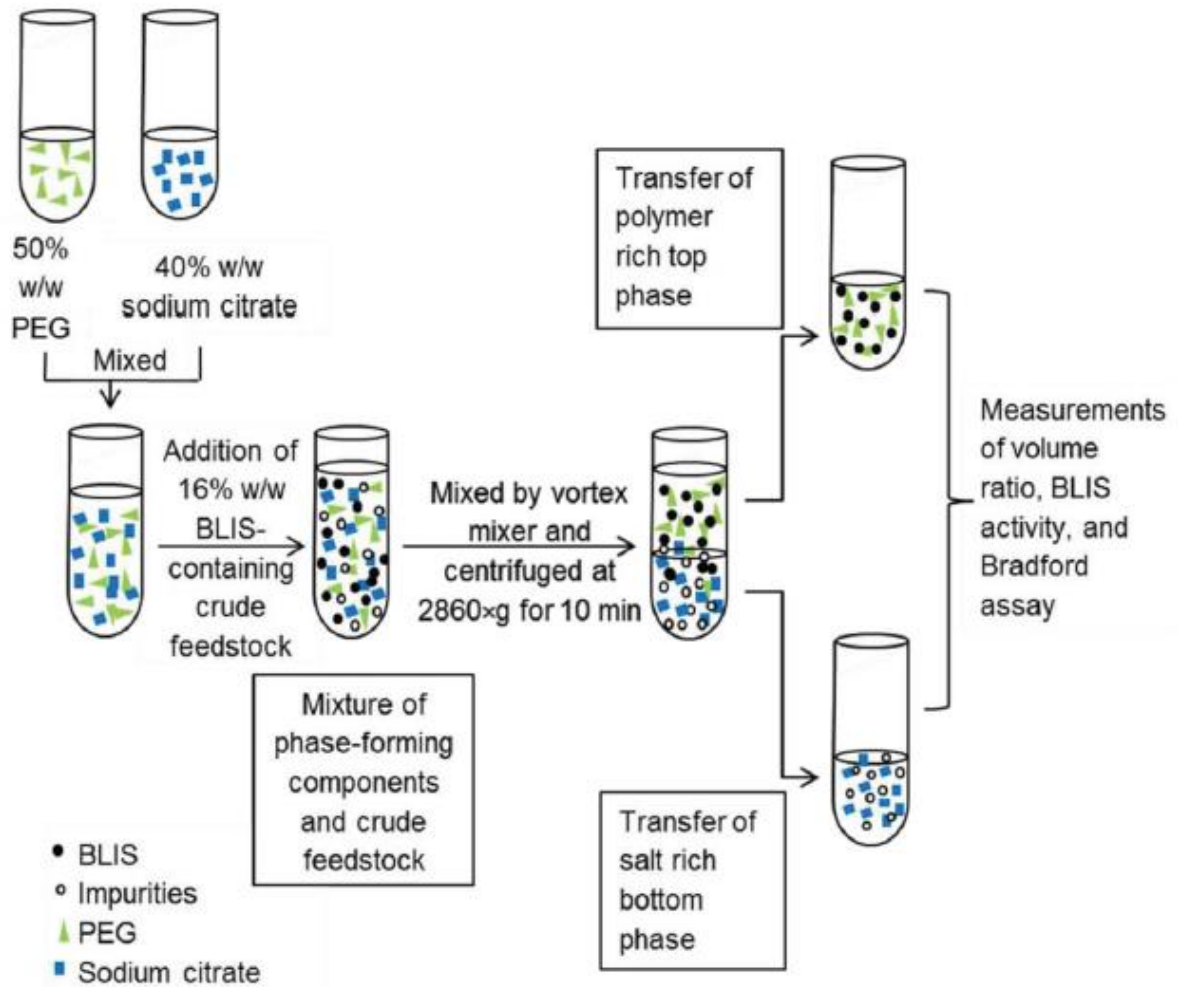 50%
w/w
PEG
40% w/w
sodium citrate
Mixed
Addition of
16% w/w
BLIS-
containing
crude
feedstock
Mixture of
phase-forming
components
and crude
feedstock
Mixed by vortex
mixer and
centrifuged at
2860×g for 10 min
Transfer of
polymer
rich top
phase
Transfer of
salt rich
bottom
phase
Measurements
of volume
ratio, BLIS
activity, and
Bradford
assay
BLIS
Impurities
PEG
Sodium citrate